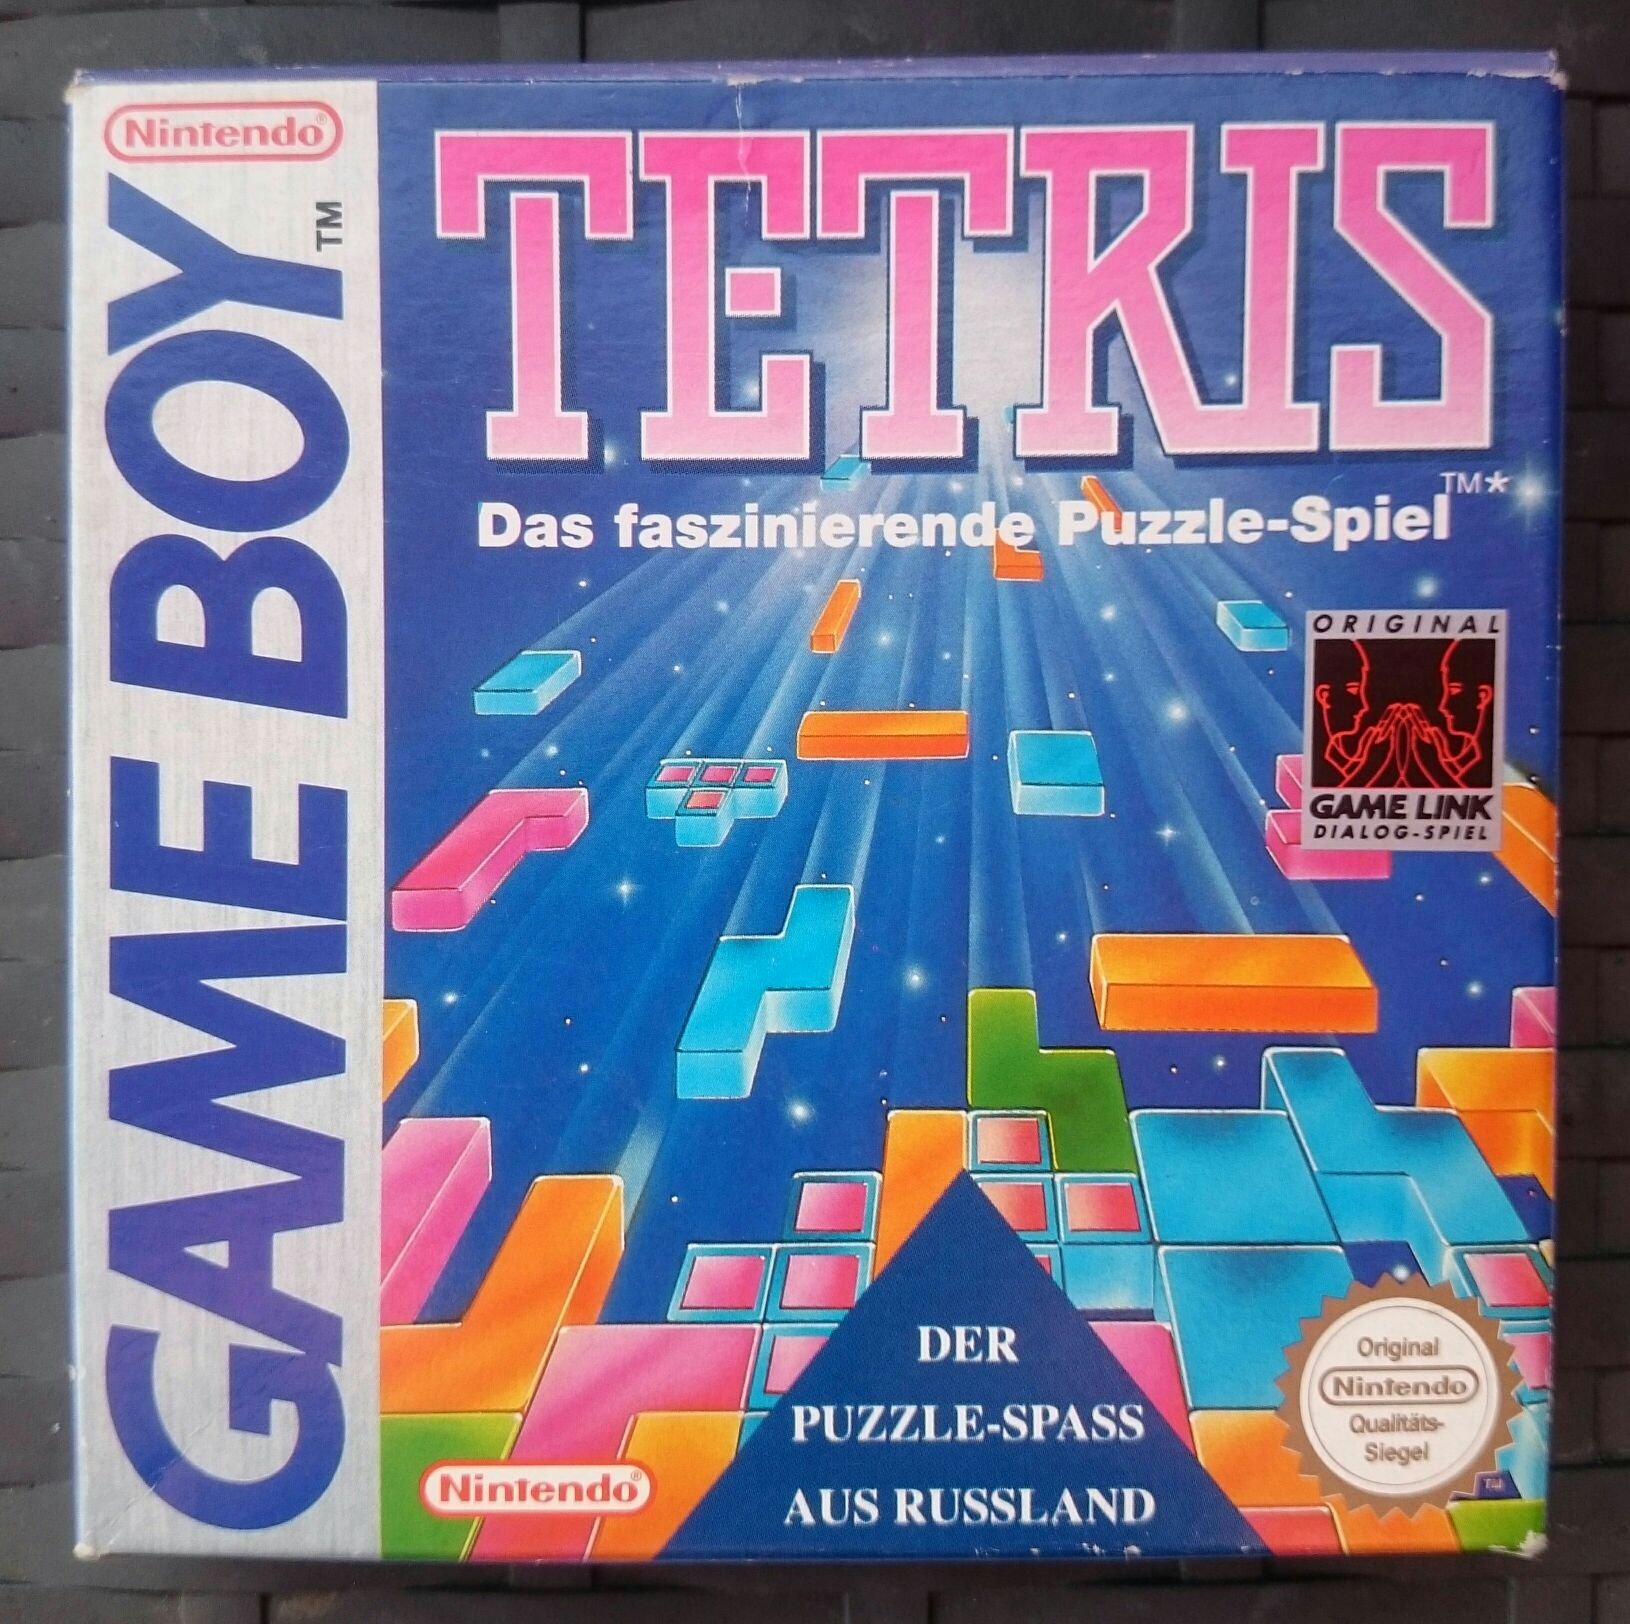 Nintendo®
GAME BOY™
TETRIS
TM*
Das faszinierende Puzzle-Spiel
ORIGINAL
GAME LINK
DIALOG-SPIEL
DER
PUZZLE-SPASS
AUS RUSSLAND
Nintendo®
Original
Nintendo
Qualitäts-
Siegel
TM